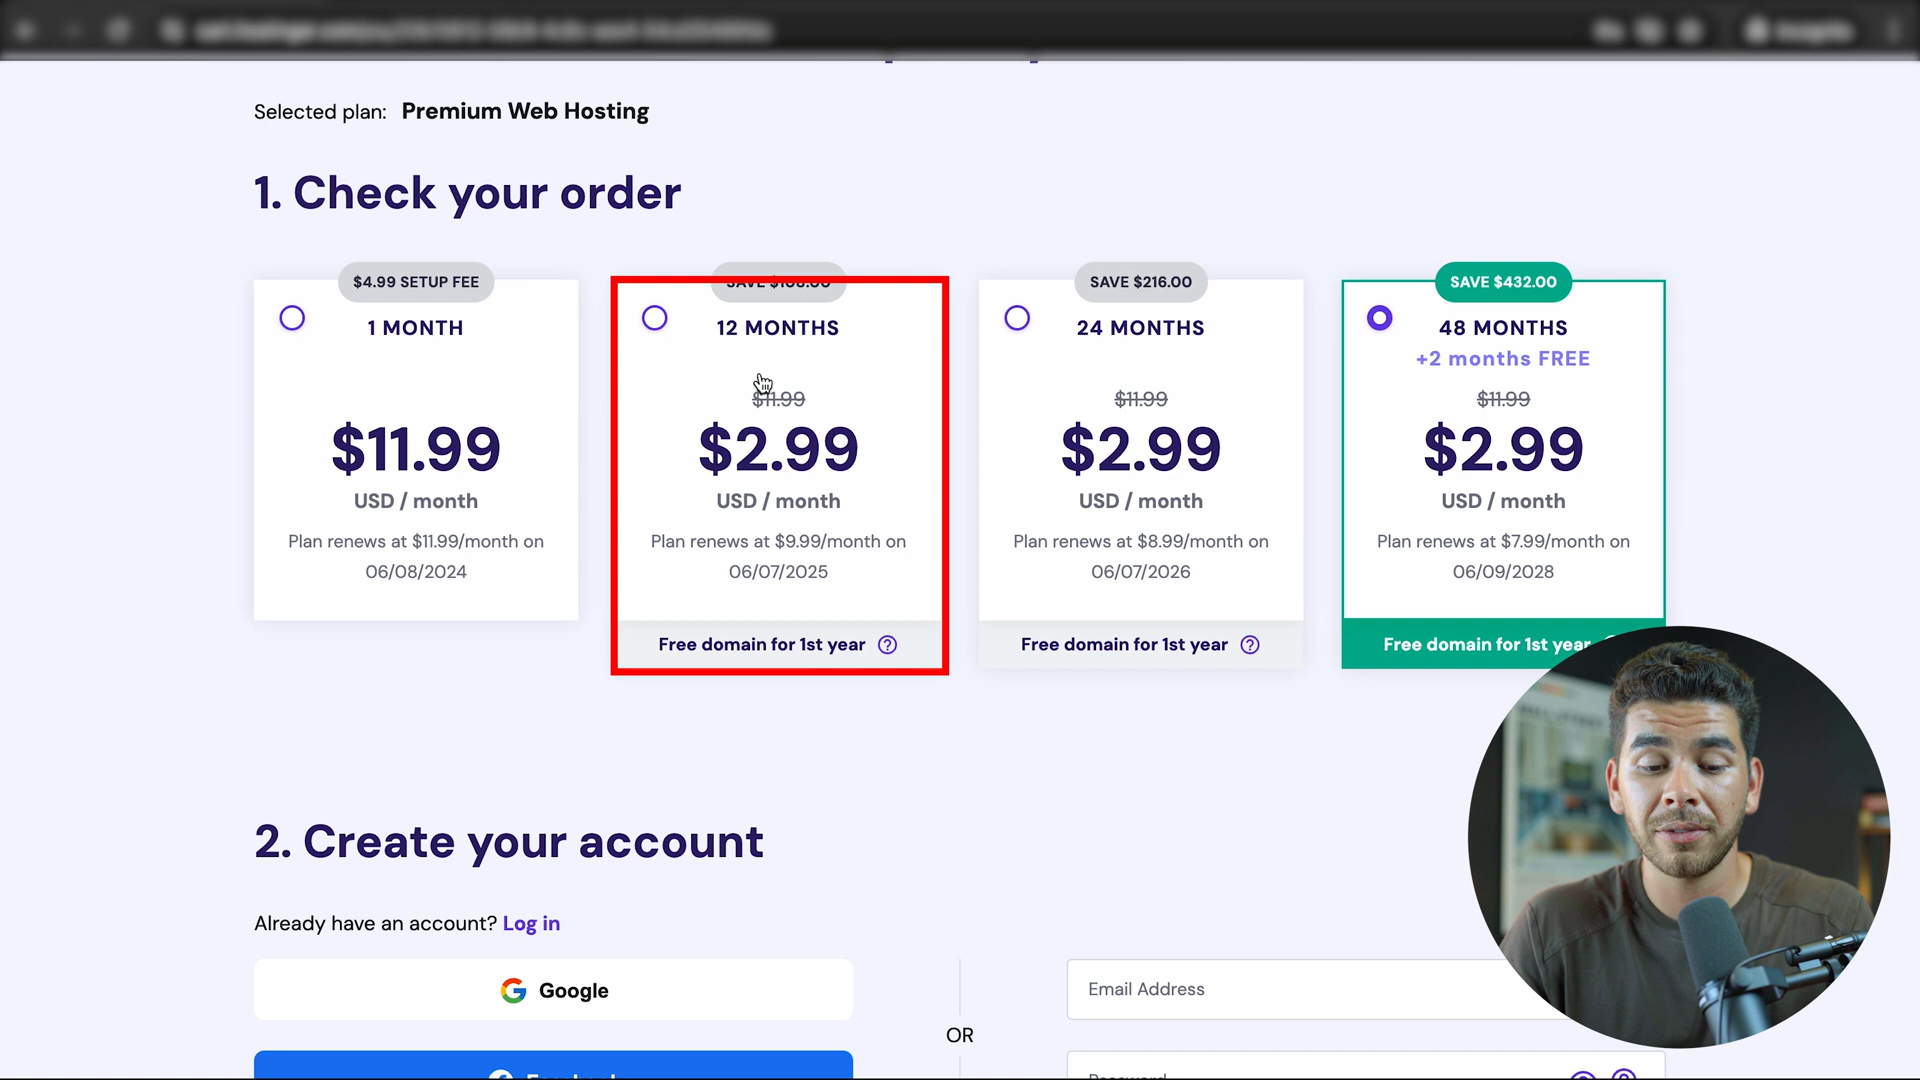 Selected plan: Premium Web Hosting
1. Check your order
$4.99 SETUP FEE
1 MONTH
$11.99
USD / month
Plan renews at $11.99/month on
06/08/2024
12 MONTHS
$11.99
$2.99
USD / month
Plan renews at $9.99/month on
06/07/2025
Free domain for 1st year
SAVE $216.00
24 MONTHS
$11.99
$2.99
USD / month
Plan renews at $8.99/month on
06/07/2026
Free domain for 1st year
SAVE $432.00
48 MONTHS
+2 months FREE
$11.99
$2.99
USD / month
Plan renews at $7.99/month on
06/09/2028
Free domain for 1st year
2. Create your account
Already have an account? Log in
Google
OR
Email Address